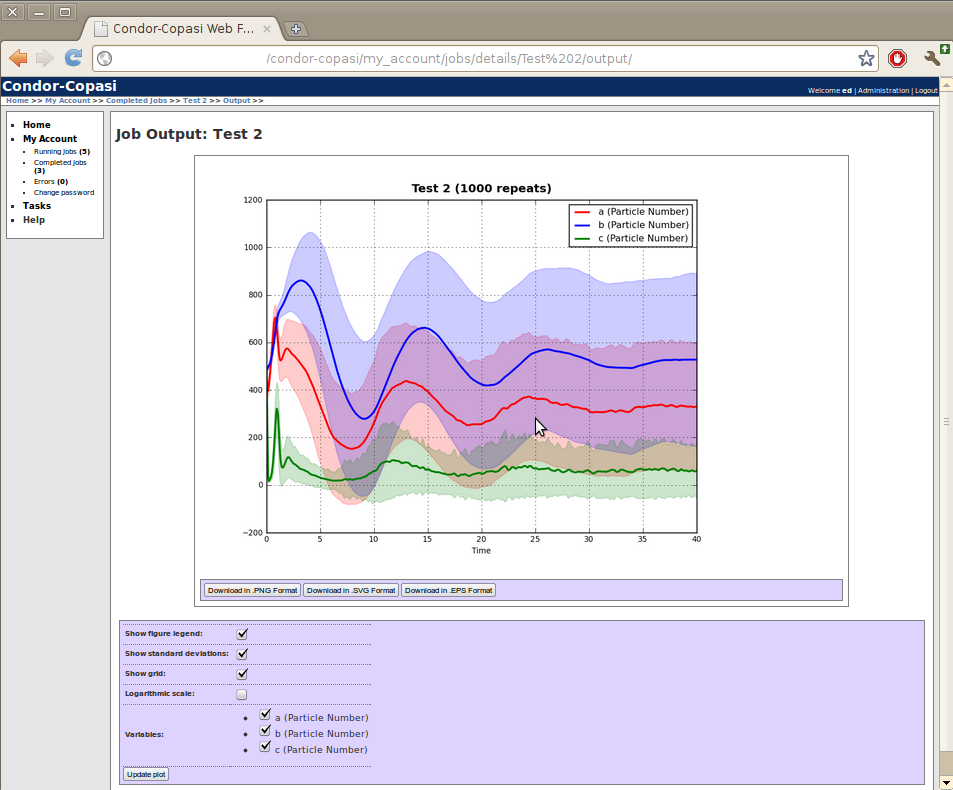 Condor-Copasi Web F...
/condor-copasi/my_account/jobs/details/Test%202/output/
Condor-Copasi
Welcome ed | Administration | Logout
Home >> My Account >> Completed Jobs >> Test 2 >> Output >>
Home
My Account
Running Jobs (5)
Completed Jobs
(3)
Errors (0)
Change password
Tasks
Help
Job Output: Test 2
Test 2 (1000 repeats)
a (Particle Number)
b (Particle Number)
c (Particle Number)
1200
1000
800
600
400
200
0
−200
0 5 10 15 20 25 30 35 40
Time
Download in .PNG Format Download in .SVG Format Download in .EPS Format
Show figure legend:
Show standard deviations:
Show grid:
Logarithmic scale:
Variables:
a (Particle Number)
b (Particle Number)
c (Particle Number)
Update plot